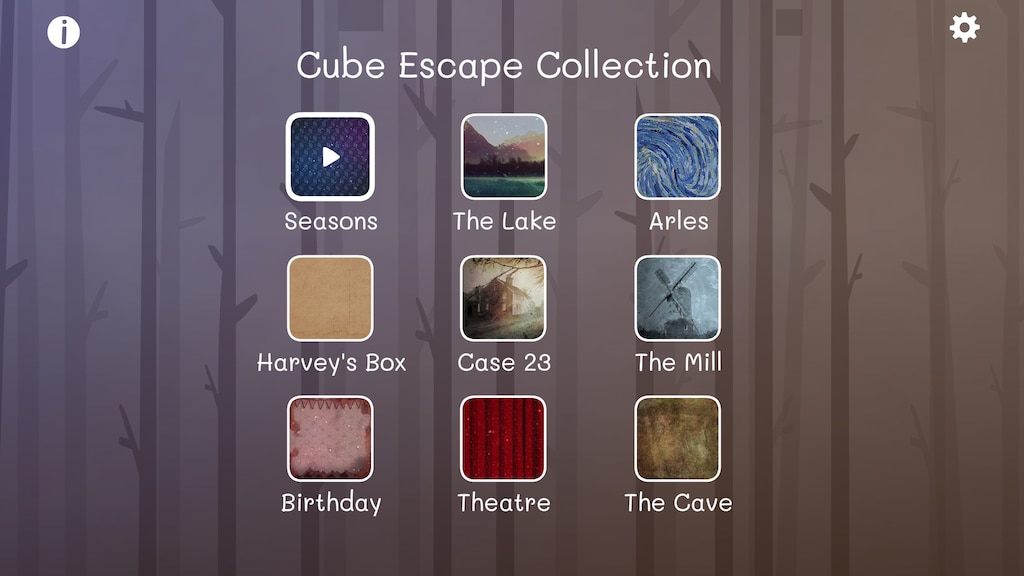 i
Cube Escape Collection
Seasons
The Lake
Arles
Harvey's Box
Case 23
The Mill
Birthday
Theatre
The Cave